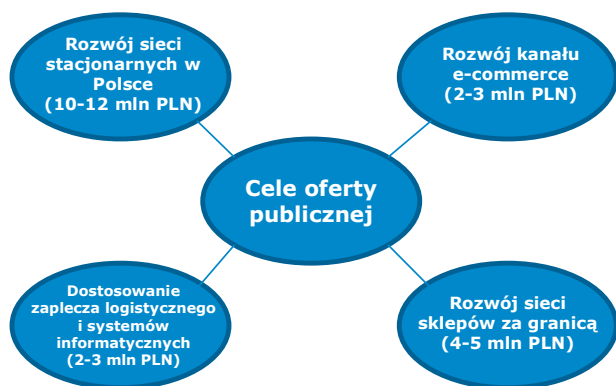 Rozwój sieci
stacjonarnych w
Polsce
(10-12 mln PLN)
Rozwój kanału
e-commerce
(2-3 mln PLN)
Cele oferty
publicznej
Dostosowanie
zaplecza logistycznego
i systemów
informatycznych
(2-3 mln PLN)
Rozwój sieci
sklepów za granicą
(4-5 mln PLN)